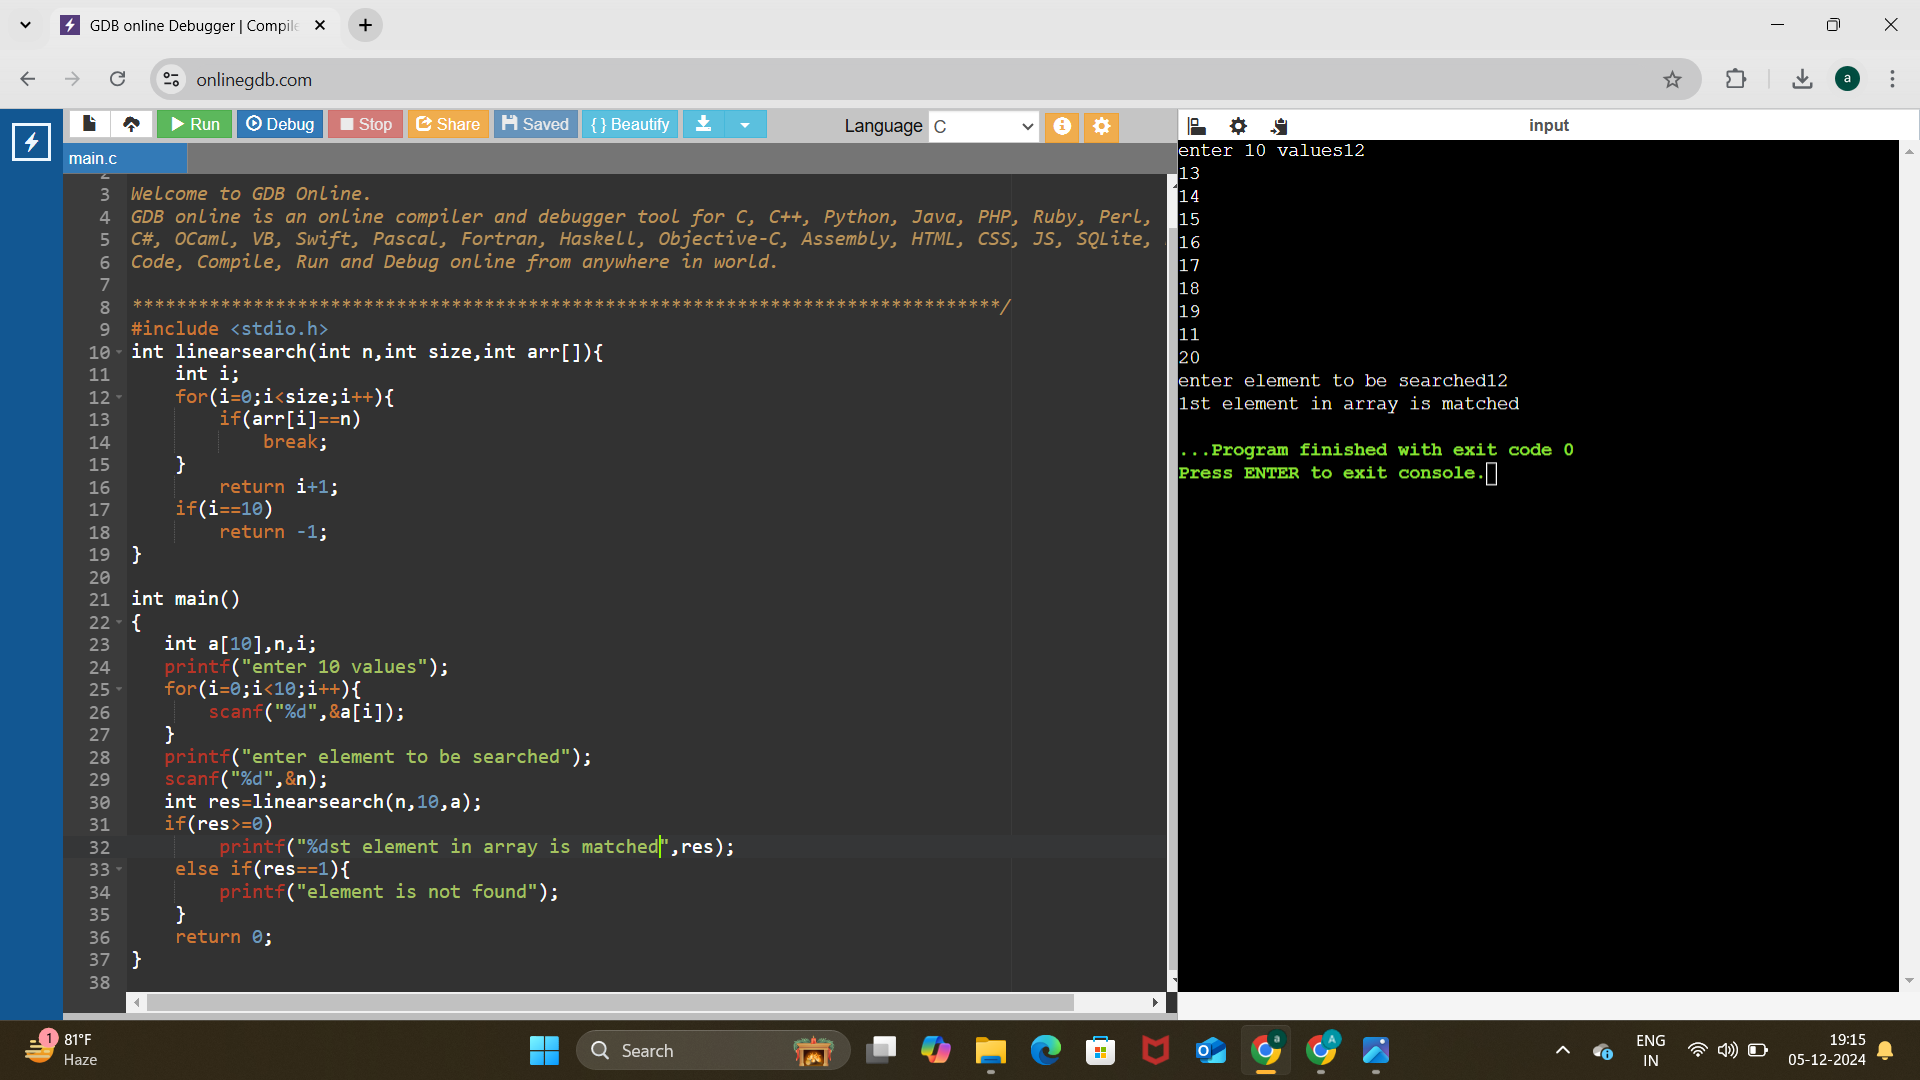 GDB online Debugger | Compile
onlinegdb.com
a
Run
Debug
Stop
Share
Saved
{ } Beautify
Language C
main.c
input
2
3 Welcome to GDB Online.
4 GDB online is an online compiler and debugger tool for C, C++, Python, Java, PHP, Ruby, Perl,
5 C#, OCaml, VB, Swift, Pascal, Fortran, Haskell, Objective-C, Assembly, HTML, CSS, JS, SQLite,
6 Code, Compile, Run and Debug online from anywhere in world.
7
8 *******************************************************************************/
9 #include <stdio.h>
10 int linearsearch(int n,int size,int arr[]){
11 int i;
12 for(i=0;i<size;i++){
13 if(arr[i]==n)
14 break;
15 }
16 return i+1;
17 if(i==10)
18 return -1;
19 }
20
21 int main()
22 {
23 int a[10],n,i;
24 printf("enter 10 values");
25 for(i=0;i<10;i++){
26 scanf("%d",&a[i]);
27 }
28 printf("enter element to be searched");
29 scanf("%d",&n);
30 int res=linearsearch(n,10,a);
31 if(res>=0)
32 printf("%dst element in array is matched",res);
33 else if(res==1){
34 printf("element is not found");
35 }
36 return 0;
37 }
38
enter 10 values12
13
14
15
16
17
18
19
11
20
enter element to be searched12
1st element in array is matched
...Program finished with exit code 0
Press ENTER to exit console.
1
81°F
Haze
Search
a
A
ENG
IN
19:15
05-12-2024